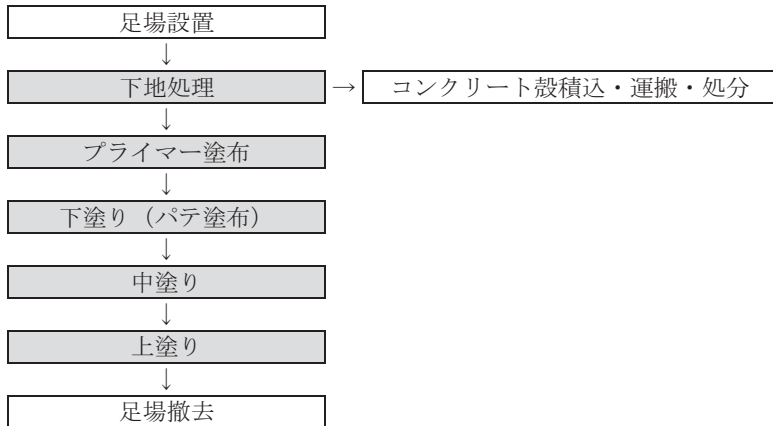 足場設置
↓
下地処理 → コンクリート殻積込・運搬・処分
↓
プライマー塗布
↓
下塗り（パテ塗布）
↓
中塗り
↓
上塗り
↓
足場撤去